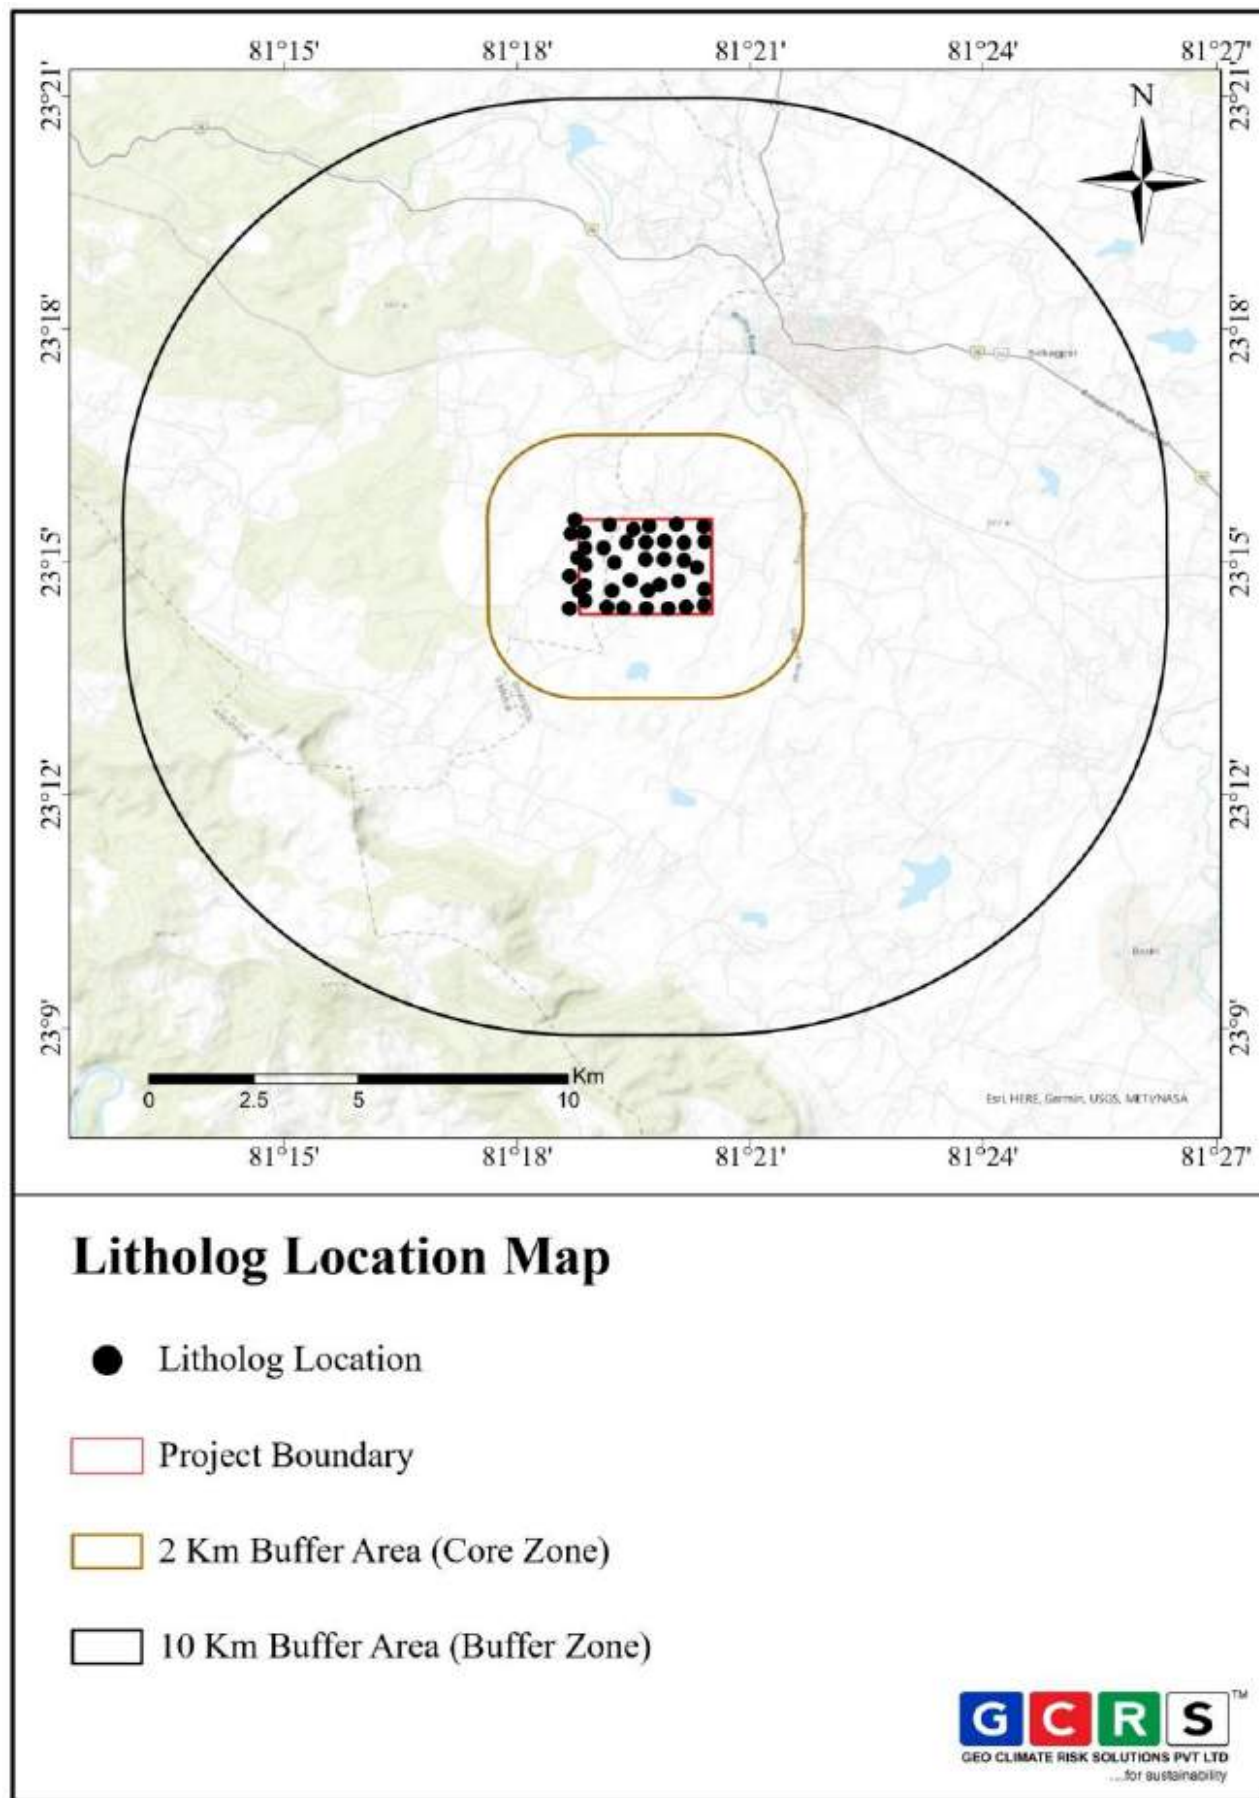 81°15' 81°18' 81°21' 81°24' 81°27'
23°21' 23°21'
N
23°18' 23°18'
Sohagpur
23°15' 23°15'
23°12' 23°12'
23°9' 23°9'
Km
0 2.5 5 10
Esri, HERE, Garmin, USGS, METI/NASA
81°15' 81°18' 81°21' 81°24' 81°27'
Litholog Location Map
Litholog Location
Project Boundary
2 Km Buffer Area (Core Zone)
10 Km Buffer Area (Buffer Zone)
GCRS TM
GEO CLIMATE RISK SOLUTIONS PVT LTD
....for sustainability